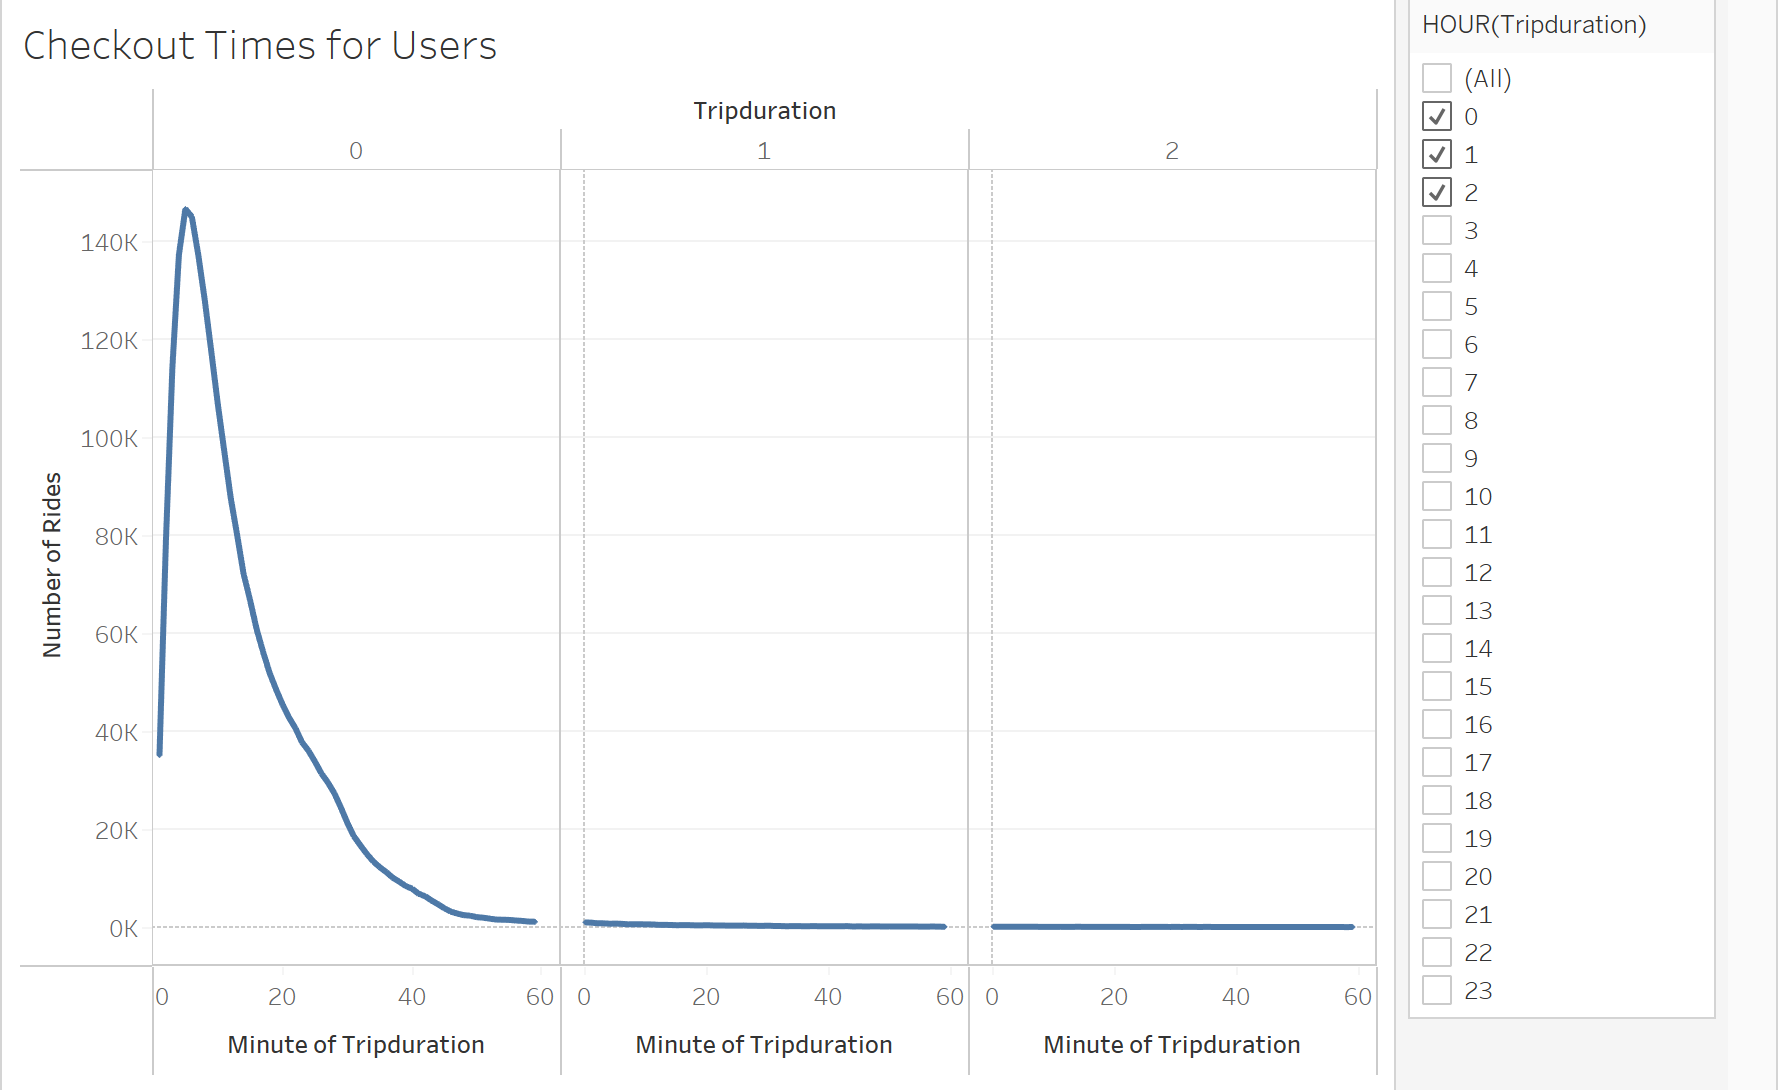 Checkout Times for Users
Tripduration
0 1 2
140K
120K
100K
80K
60K
40K
20K
0K
Number of Rides
0 20 40 60 0 20 40 60 0 20 40 60
Minute of Tripduration Minute of Tripduration Minute of Tripduration
HOUR(Tripduration)
(All)
0
1
2
3
4
5
6
7
8
9
10
11
12
13
14
15
16
17
18
19
20
21
22
23